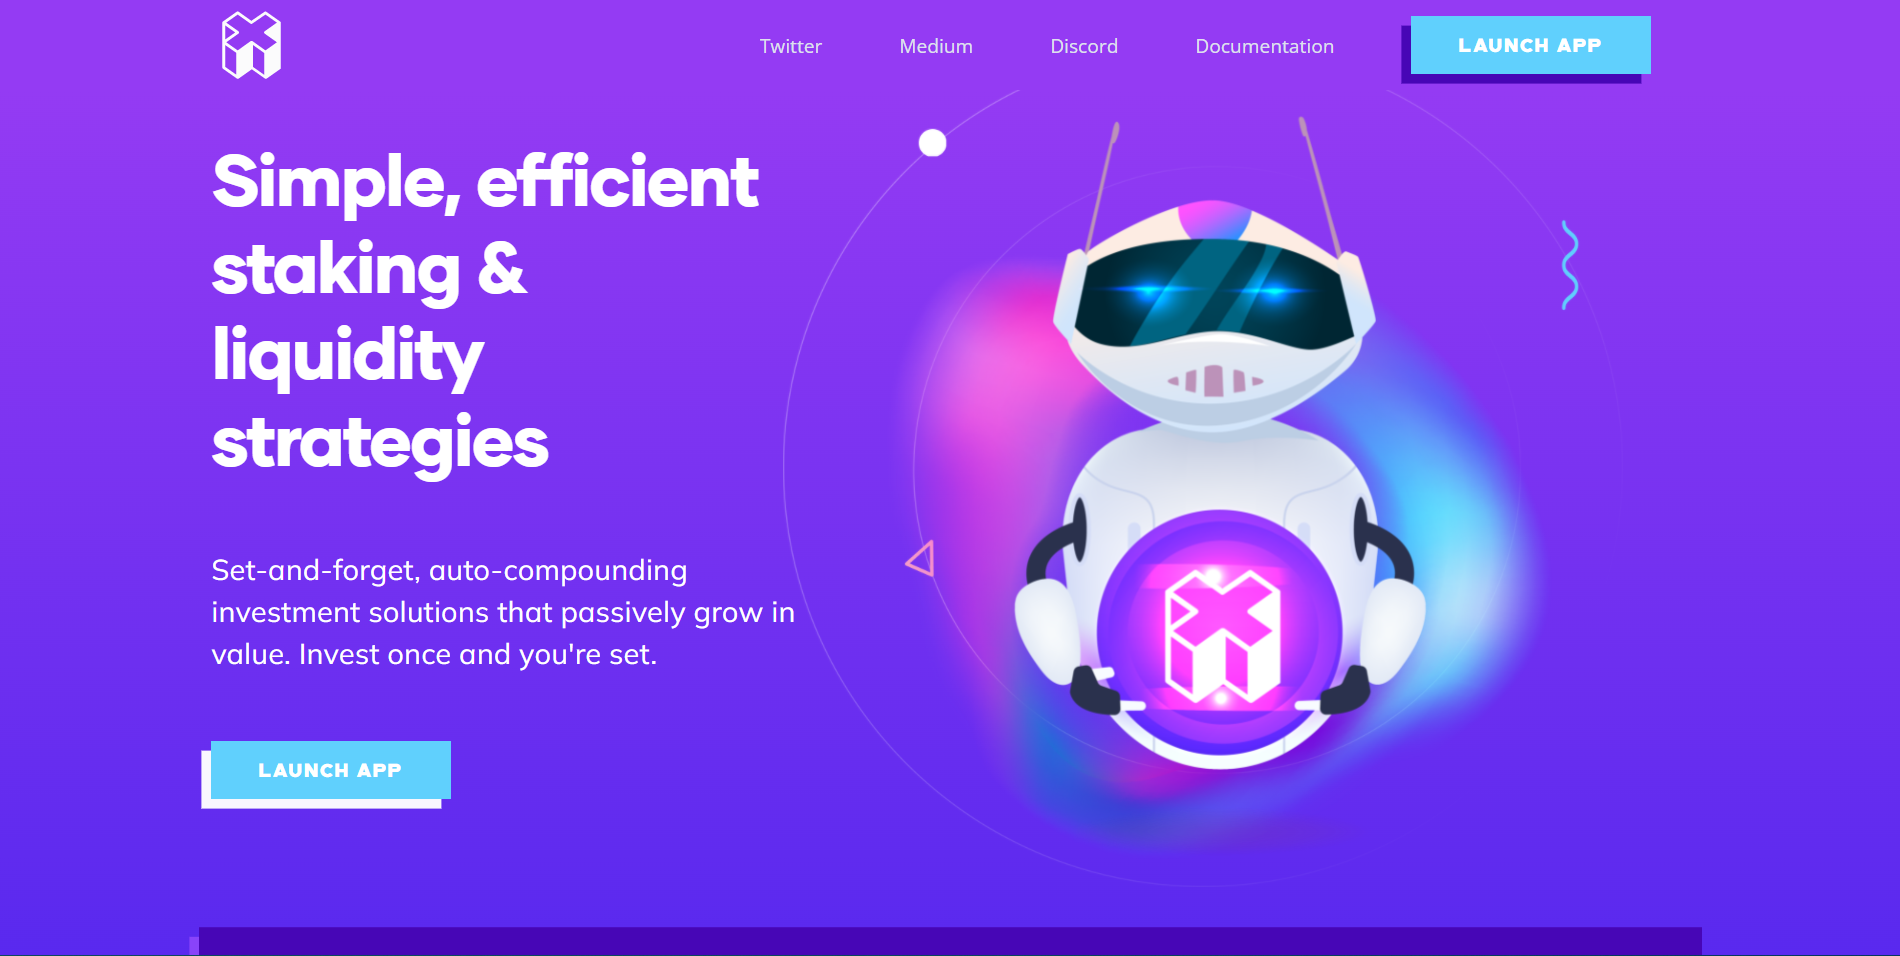 Twitter
Medium
Discord
Documentation
LAUNCH APP
Simple, efficient
staking &
liquidity
strategies
Set-and-forget, auto-compounding
investment solutions that passively grow in
value. Invest once and you're set.
LAUNCH APP